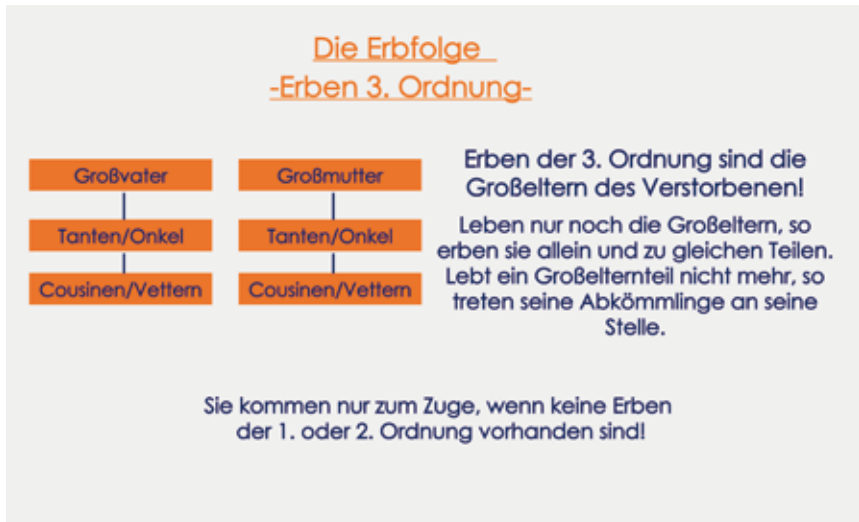 Die Erbfolge
-Erben 3. Ordnung-
Großvater
Großmutter
Tanten/Onkel
Tanten/Onkel
Cousinen/Vettern
Cousinen/Vettern
Erben der 3. Ordnung sind die
Großeltern des Verstorbenen!
Leben nur noch die Großeltern, so
erben sie allein und zu gleichen Teilen.
Lebt ein Großelternteil nicht mehr, so
treten seine Abkömmlinge an seine
Stelle.
Sie kommen nur zum Zuge, wenn keine Erben
der 1. oder 2. Ordnung vorhanden sind!